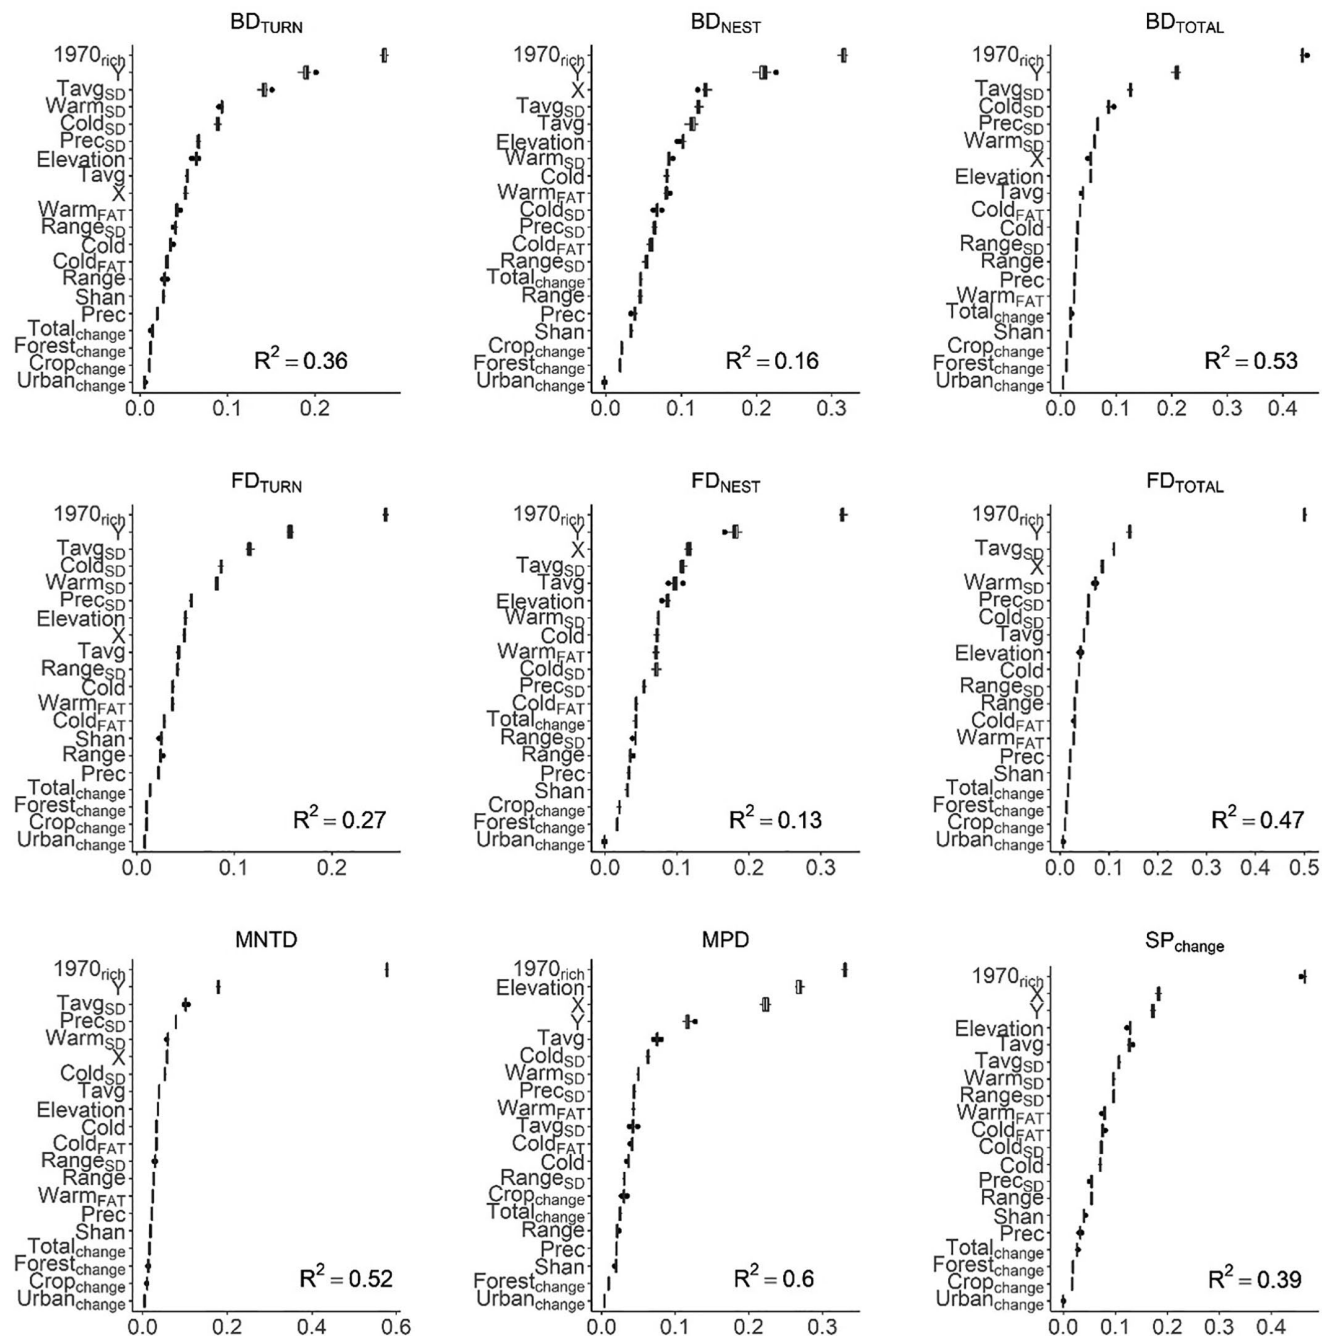 BDTURN
1970rich
Y
TavgSD
WarmSD
ColdSD
PrecSD
Elevation
Tavg
X
WarmFAT
RangeSD
Cold
ColdFAT
Range
Shan
Prec
Totalchange
Forestchange
Cropchange
Urbanchange
R2 = 0.36
0.0 0.1 0.2
BDNEST
1970rich
Y
X
TavgSD
Tavg
Elevation
WarmSD
Cold
WarmFAT
ColdSD
PrecSD
ColdFAT
RangeSD
Totalchange
Range
Prec
Shan
Cropchange
Forestchange
Urbanchange
R2 = 0.16
0.0 0.1 0.2 0.3
BDTOTAL
1970rich
Y
TavgSD
ColdSD
PrecSD
WarmSD
X
Elevation
Tavg
ColdFAT
Cold
RangeSD
Range
Prec
WarmFAT
Totalchange
Shan
Cropchange
Forestchange
Urbanchange
R2 = 0.53
0.0 0.1 0.2 0.3 0.4
FDTURN
1970rich
Y
TavgSD
ColdSD
WarmSD
PrecSD
Elevation
X
Tavg
RangeSD
Cold
WarmFAT
ColdFAT
Shan
Range
Prec
Totalchange
Forestchange
Cropchange
Urbanchange
R2 = 0.27
0.0 0.1 0.2
FDNEST
1970rich
Y
X
TavgSD
Tavg
Elevation
WarmSD
Cold
WarmFAT
ColdSD
PrecSD
ColdFAT
Totalchange
RangeSD
Range
Prec
Shan
Cropchange
Forestchange
Urbanchange
R2 = 0.13
0.0 0.1 0.2 0.3
FDTOTAL
1970rich
Y
TavgSD
X
WarmSD
PrecSD
ColdSD
Tavg
Elevation
Cold
RangeSD
Range
ColdFAT
WarmFAT
Prec
Shan
Totalchange
Forestchange
Cropchange
Urbanchange
R2 = 0.47
0.0 0.1 0.2 0.3 0.4 0.5
MNTD
1970rich
Y
TavgSD
PrecSD
WarmSD
X
ColdSD
Tavg
Elevation
Cold
ColdFAT
RangeSD
Range
WarmFAT
Prec
Shan
Totalchange
Forestchange
Cropchange
Urbanchange
R2 = 0.52
0.0 0.2 0.4 0.6
MPD
1970rich
Elevation
X
Y
Tavg
ColdSD
WarmSD
PrecSD
WarmFAT
TavgSD
ColdFAT
Cold
RangeSD
Cropchange
Totalchange
Range
Prec
Shan
Forestchange
Urbanchange
R2 = 0.6
0.0 0.1 0.2 0.3
SPchange
1970rich
X
Y
Elevation
Tavg
TavgSD
WarmSD
RangeSD
WarmFAT
ColdFAT
ColdSD
Cold
PrecSD
Range
Shan
Prec
Totalchange
Forestchange
Cropchange
Urbanchange
R2 = 0.39
0.0 0.1 0.2 0.3 0.4